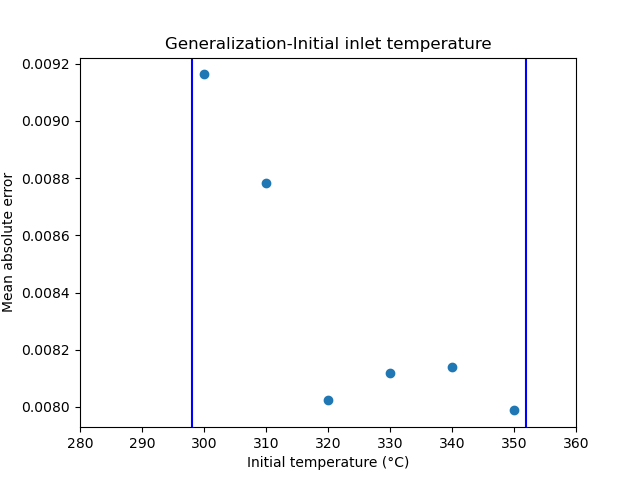 Generalization-Initial inlet temperature
Mean absolute error
0.0092
0.0090
0.0088
0.0086
0.0084
0.0082
0.0080
280 290 300 310 320 330 340 350 360
Initial temperature (°C)